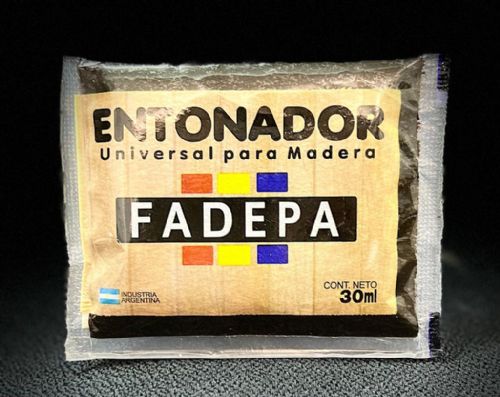 ENTONADOR
Universal para Madera
FADEPA
INDUSTRIA
ARGENTINA
CONT. NETO
30ml